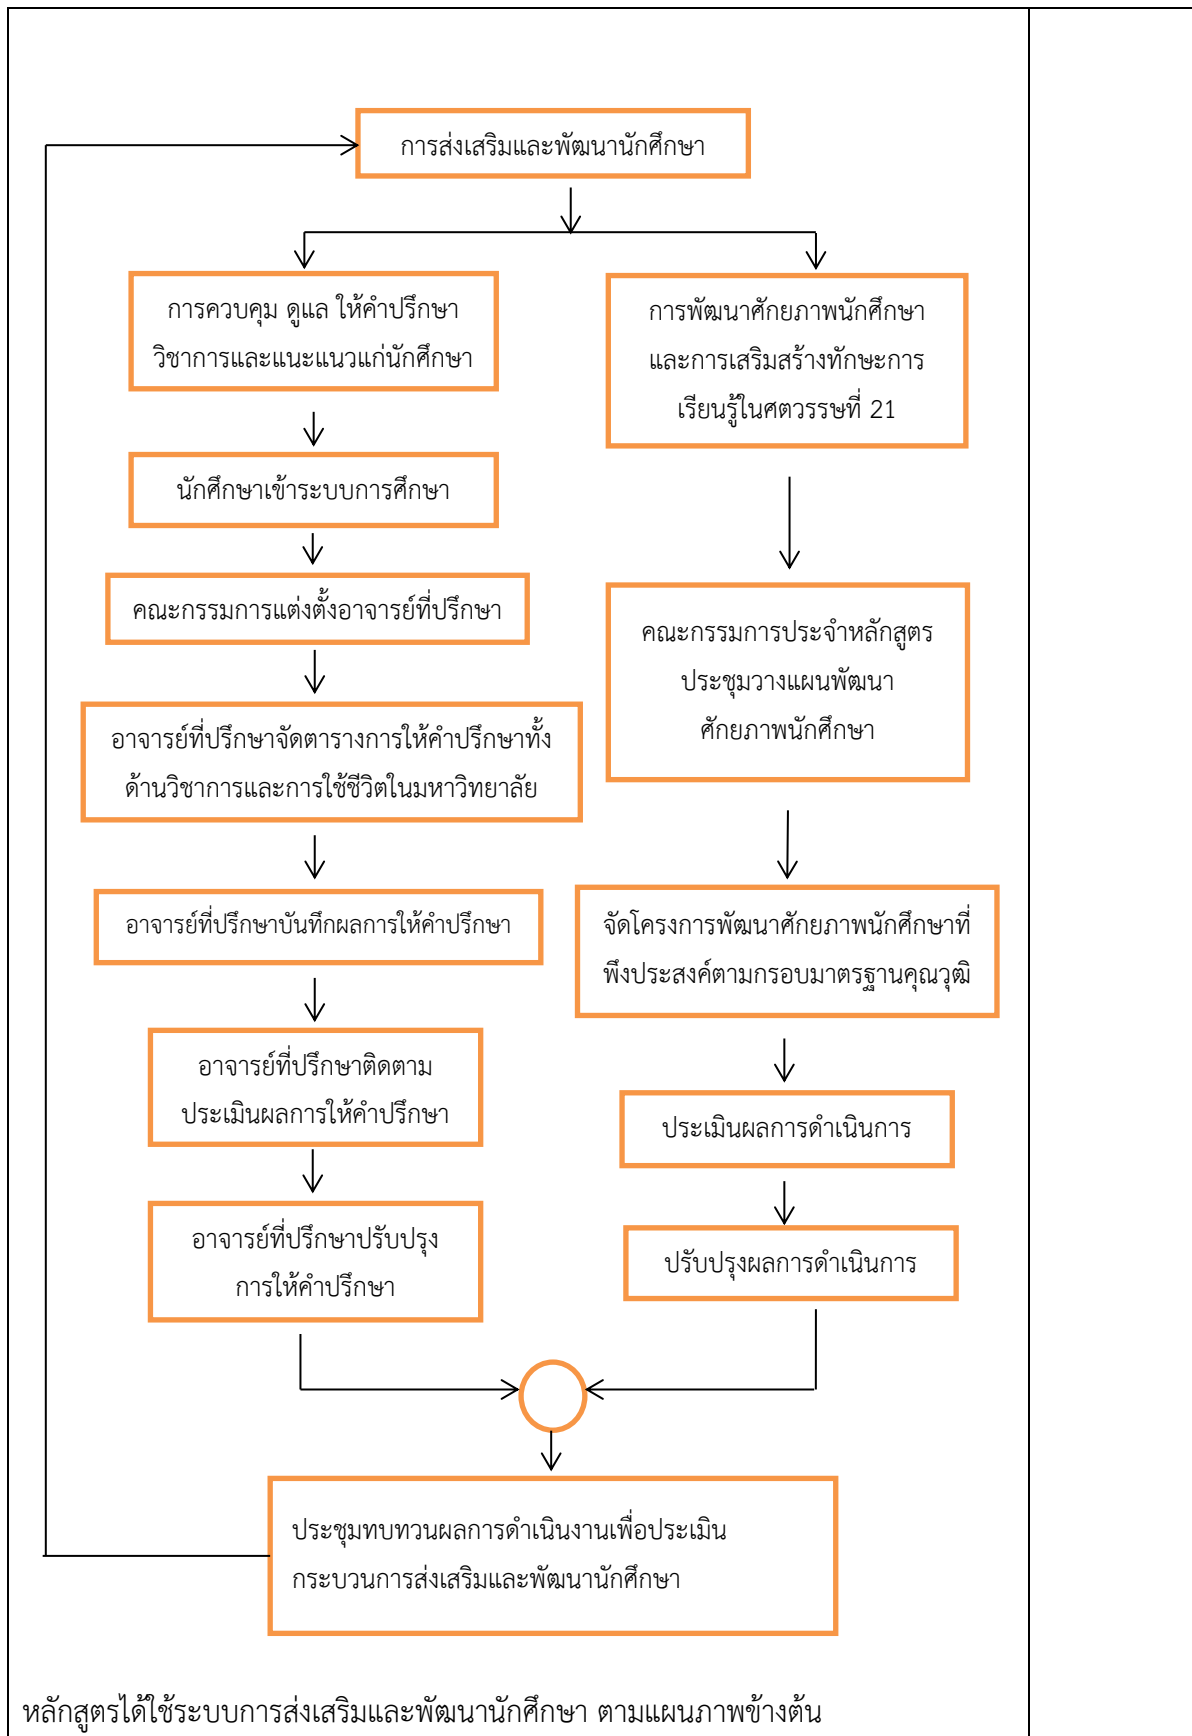 การส่งเสริมและพัฒนานักศึกษา
การควบคุม ดูแล ให้คำปรึกษา
วิชาการและแนะแนวแก่นักศึกษา
นักศึกษาเข้าระบบการศึกษา
คณะกรรมการแต่งตั้งอาจารย์ที่ปรึกษา
อาจารย์ที่ปรึกษาจัดตารางการให้คำปรึกษาทั้ง
ด้านวิชาการและการใช้ชีวิตในมหาวิทยาลัย
อาจารย์ที่ปรึกษาบันทึกผลการให้คำปรึกษา
อาจารย์ที่ปรึกษาติดตาม
ประเมินผลการให้คำปรึกษา
อาจารย์ที่ปรึกษาปรับปรุง
การให้คำปรึกษา
การพัฒนาศักยภาพนักศึกษา
และการเสริมสร้างทักษะการ
เรียนรู้ในศตวรรษที่ 21
คณะกรรมการประจำหลักสูตร
ประชุมวางแผนพัฒนา
ศักยภาพนักศึกษา
จัดโครงการพัฒนาศักยภาพนักศึกษาที่
พึงประสงค์ตามกรอบมาตรฐานคุณวุฒิ
ประเมินผลการดำเนินการ
ปรับปรุงผลการดำเนินการ
ประชุมทบทวนผลการดำเนินงานเพื่อประเมิน
กระบวนการส่งเสริมและพัฒนานักศึกษา
หลักสูตรได้ใช้ระบบการส่งเสริมและพัฒนานักศึกษา ตามแผนภาพข้างต้น